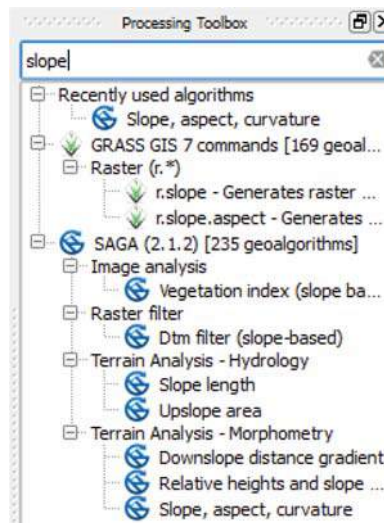 Processing Toolbox
slope
Recently used algorithms
Slope, aspect, curvature
GRASS GIS 7 commands [169 geoal...
Raster (r.*)
r.slope - Generates raster ...
r.slope.aspect - Generates ...
SAGA (2.1.2) [235 geoalgorithms]
Image analysis
Vegetation index (slope ba...
Raster filter
Dtm filter (slope-based)
Terrain Analysis - Hydrology
Slope length
Upslope area
Terrain Analysis - Morphometry
Downslope distance gradient
Relative heights and slope ...
Slope, aspect, curvature